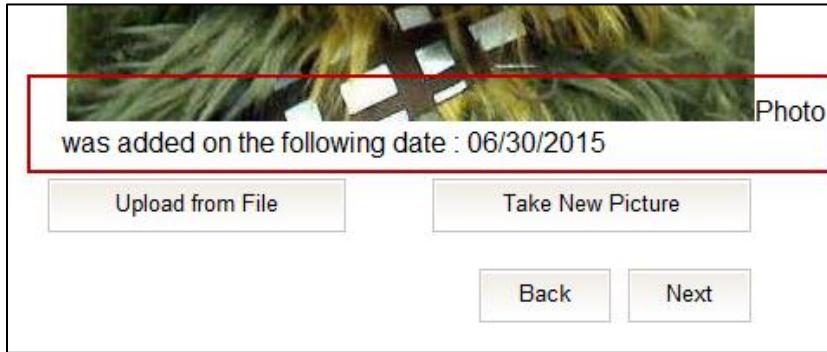 Photo
was added on the following date : 06/30/2015
Upload from File
Take New Picture
Back
Next